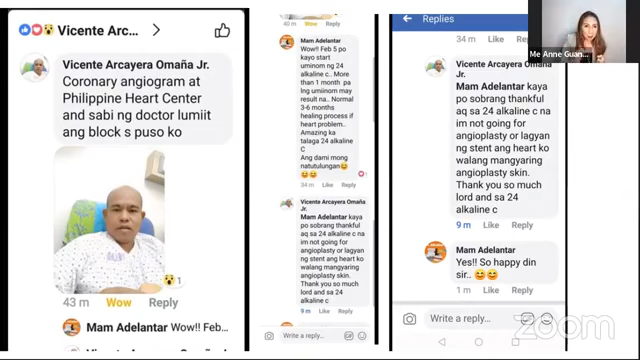 Vicente Arc...
Vicente Arcayera Omaña Jr.
Coronary angiogram at
Philippine Heart Center
and sabi ng doctor lumiit
ang block s puso ko
1
43 m Wow Reply
Mam Adelantar Wow!! Feb...
40 m Wow Reply
Mam Adelantar
Wow!! Feb 5 po
kayo start
uminom ng 24
alkaline c.. More
than 1 month pa
lng umiinom may
result na.. Normal
3-6 months
healing process if
heart problem..
Amazing ka
talaga 24 alkaline
C
Ang dami mong
natutulungan😊
😊😊
1
34 m Like Reply
Vicente Arcayera Omaña
Jr.
Mam Adelantar kaya
po sobrang thankful
aq sa 24 alkaline c na
im not going for
angioplasty or lagyan
ng stent ang heart ko
walang mangyaring
angioplasty skin.
Thank you so much
lord and sa 24
alkaline c
9 m Like Reply
Write a reply...
Replies
34 m Like Reply
Vicente Arcayera Omaña
Jr.
Mam Adelantar kaya
po sobrang thankful
aq sa 24 alkaline c na
im not going for
angioplasty or lagyan
ng stent ang heart ko
walang mangyaring
angioplasty skin.
Thank you so much
lord and sa 24
alkaline c
9 m Like Reply
Mam Adelantar
Yes!! So happy din
sir.. 😊😊
1 m Like Reply
Write a reply...
Me Anne Guan...
zoom